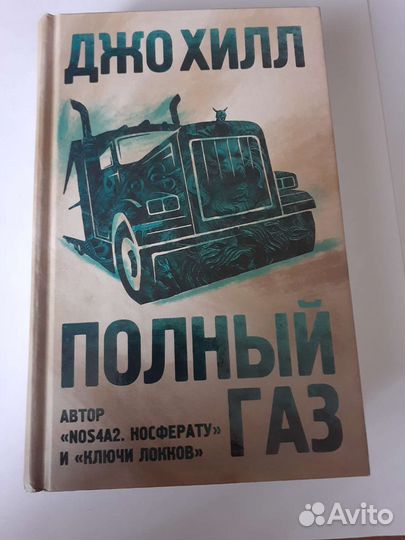 ДЖО ХИЛЛ
ПОЛНЫЙ
ГАЗ
АВТОР
«NOS4A2. НОСФЕРАТУ»
И «КЛЮЧИ ЛОККОВ»
Avito